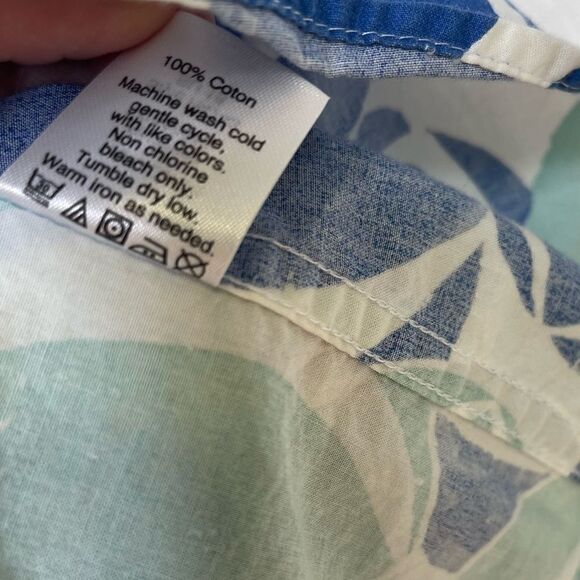 100% Coton
Machine wash cold
gentle cycle,
with like colors.
Non chlorine
bleach only.
Tumble dry low.
Warm iron as needed.
30